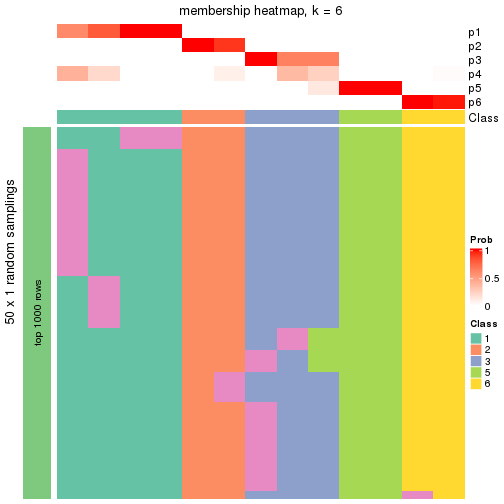 membership heatmap, k = 6
p1
p2
p3
p4
p5
p6
Class
50 x 1 random samplings
top 1000 rows
Prob
1
0.5
0
Class
1
2
3
5
6